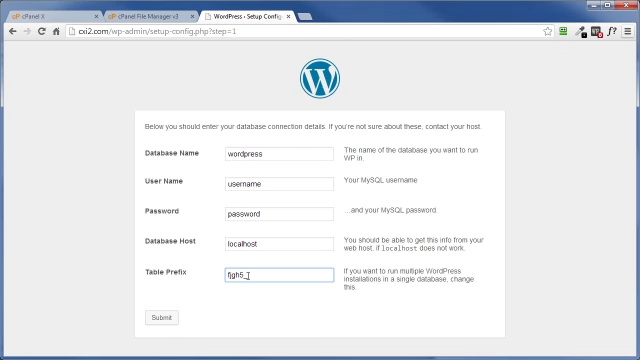 cPanel X
cPanel File Manager v3
WordPress › Setup Config
cxi2.com/wp-admin/setup-config.php?step=1
Below you should enter your database connection details. If you're not sure about these, contact your host.
Database Name
wordpress
The name of the database you want to run
WP in.
User Name
username
Your MySQL username
Password
password
…and your MySQL password.
Database Host
localhost
You should be able to get this info from your
web host, if localhost does not work.
Table Prefix
fjgh5_
If you want to run multiple WordPress
installations in a single database, change
this.
Submit